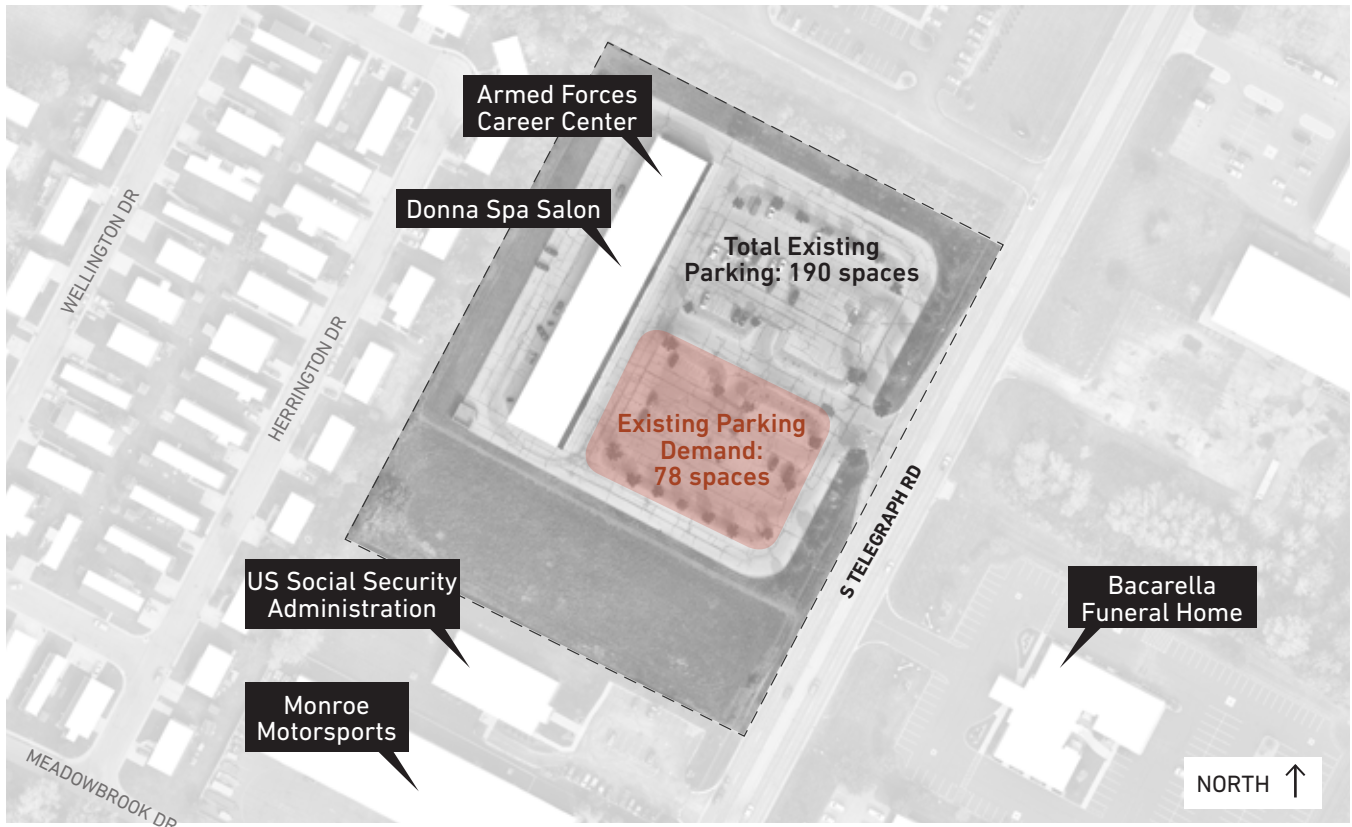 Armed Forces
Career Center
Donna Spa Salon
Total Existing
Parking: 190 spaces
WELLINGTON DR
HERRINGTON DR
Existing Parking
Demand:
78 spaces
S TELEGRAPH RD
US Social Security
Administration
Bacarella
Funeral Home
Monroe
Motorsports
MEADOWBROOK DR
NORTH ↑